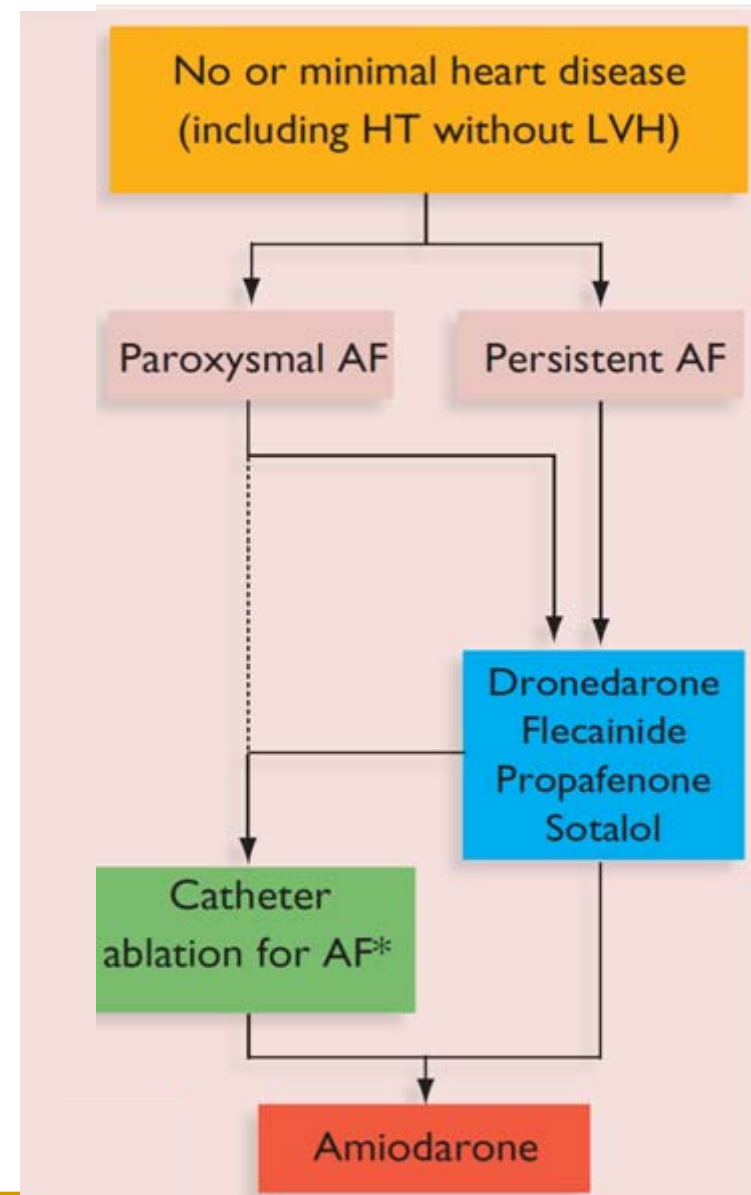 No or minimal heart disease
(including HT without LVH)
Paroxysmal AF
Persistent AF
Dronedarone
Flecainide
Propafenone
Sotalol
Catheter
ablation for AF*
Amiodarone